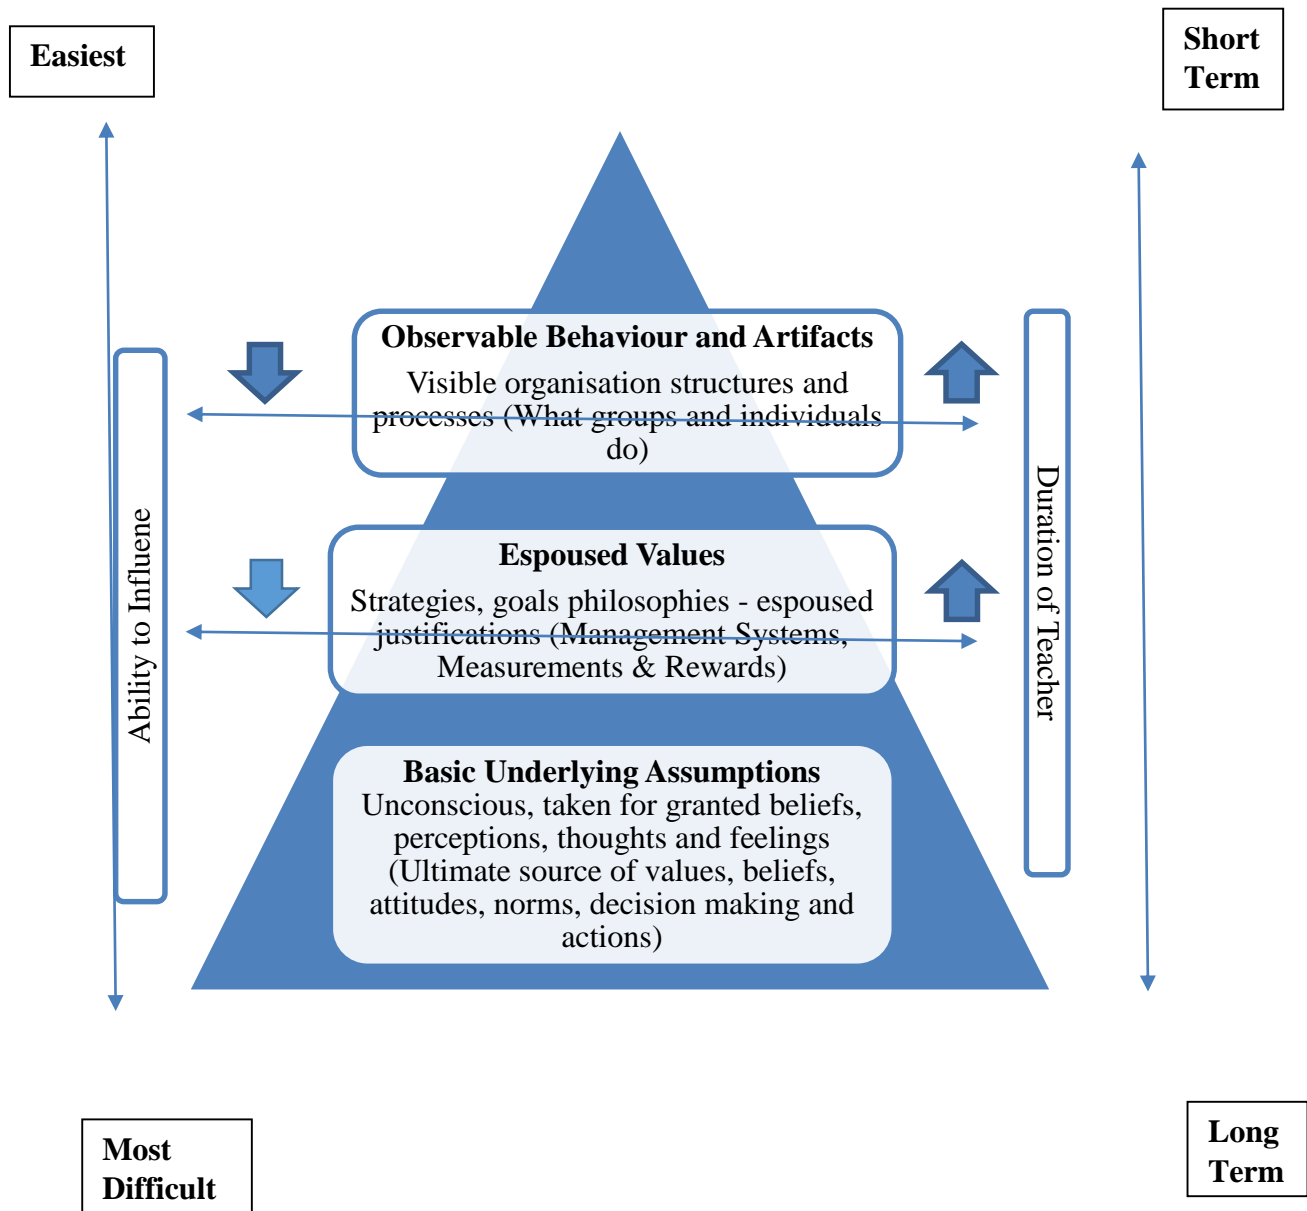 Easiest
Short
Term
Observable Behaviour and Artifacts
Visible organisation structures and
processes (What groups and individuals
do)
Ability to Influene
Duration of Teacher
Espoused Values
Strategies, goals philosophies - espoused
justifications (Management Systems,
Measurements & Rewards)
Basic Underlying Assumptions
Unconscious, taken for granted beliefs,
perceptions, thoughts and feelings
(Ultimate source of values, beliefs,
attitudes, norms, decision making and
actions)
Most
Difficult
Long
Term